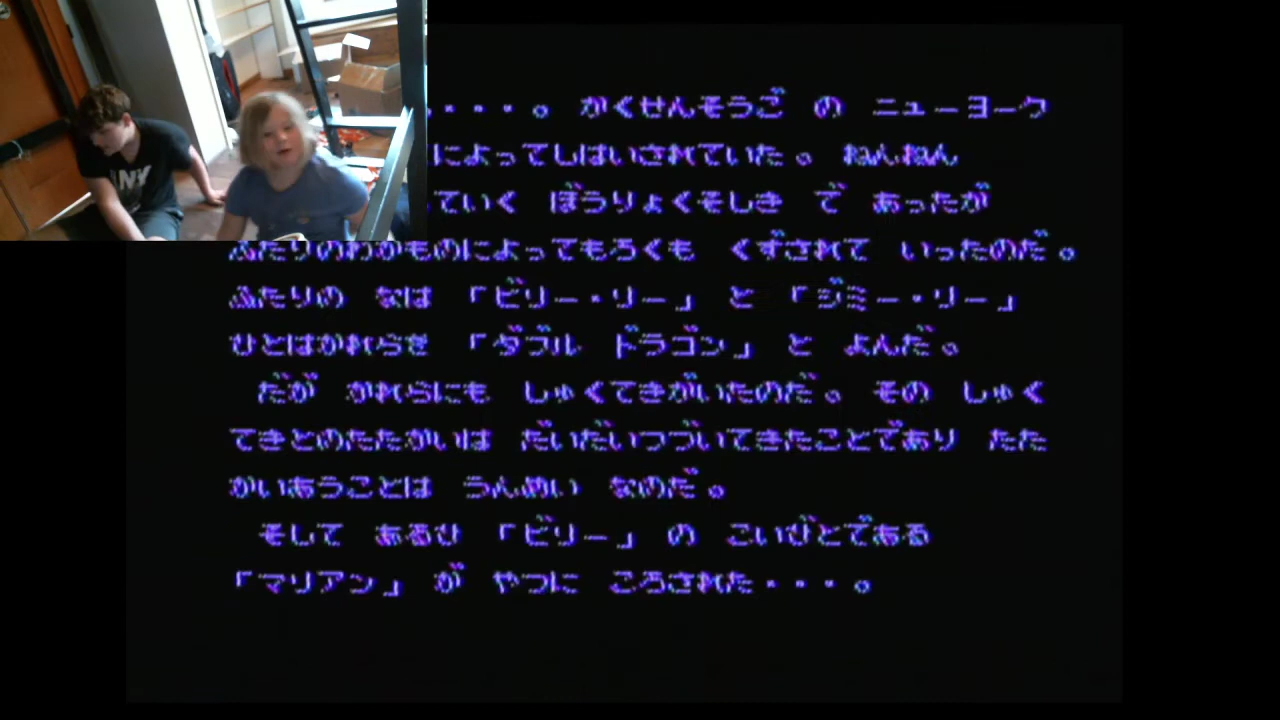 ・・・。 かくせんそうご の ニューヨーク
によってしはいされていた。 ねんねん
ていく ぼうりょくそしき で あったが
ふたりのわかものによってもろくも くずされて いったのだ。
ふたりの なは 「ビリー・リー」 と 「ジミー・リー」
ひとはかれらを 「ダブル ドラゴン」 と よんだ。
だが かれらにも しゅくてきがいたのだ。 その しゅく
てきとのたたかいは だいだいつづいてきたことであり たた
かいあうことは うんめい なのだ。
そして あるひ 「ビリー」 の こいびとである
「マリアン」 が やつに ころされた・・・。
NY